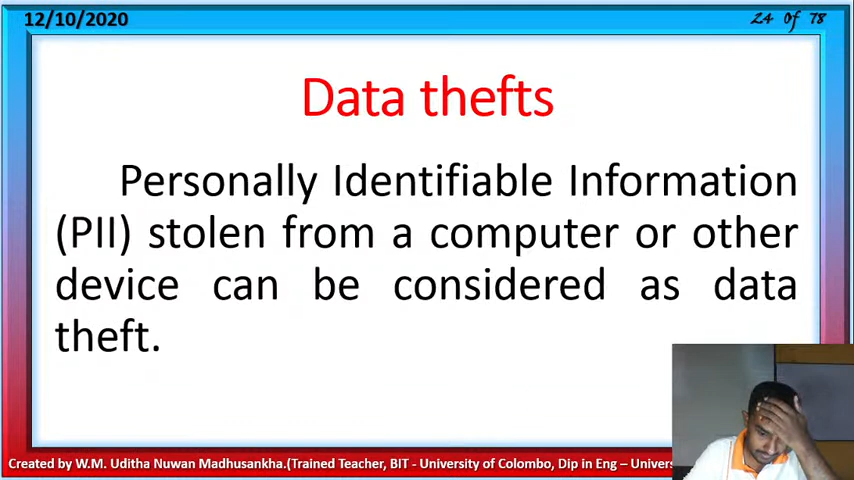 12/10/2020
24 of 78
Data thefts
Personally Identifiable Information
(PII) stolen from a computer or other
device can be considered as data
theft.
Created by W.M. Uditha Nuwan Madhusankha.(Trained Teacher, BIT - University of Colombo, Dip in Eng –